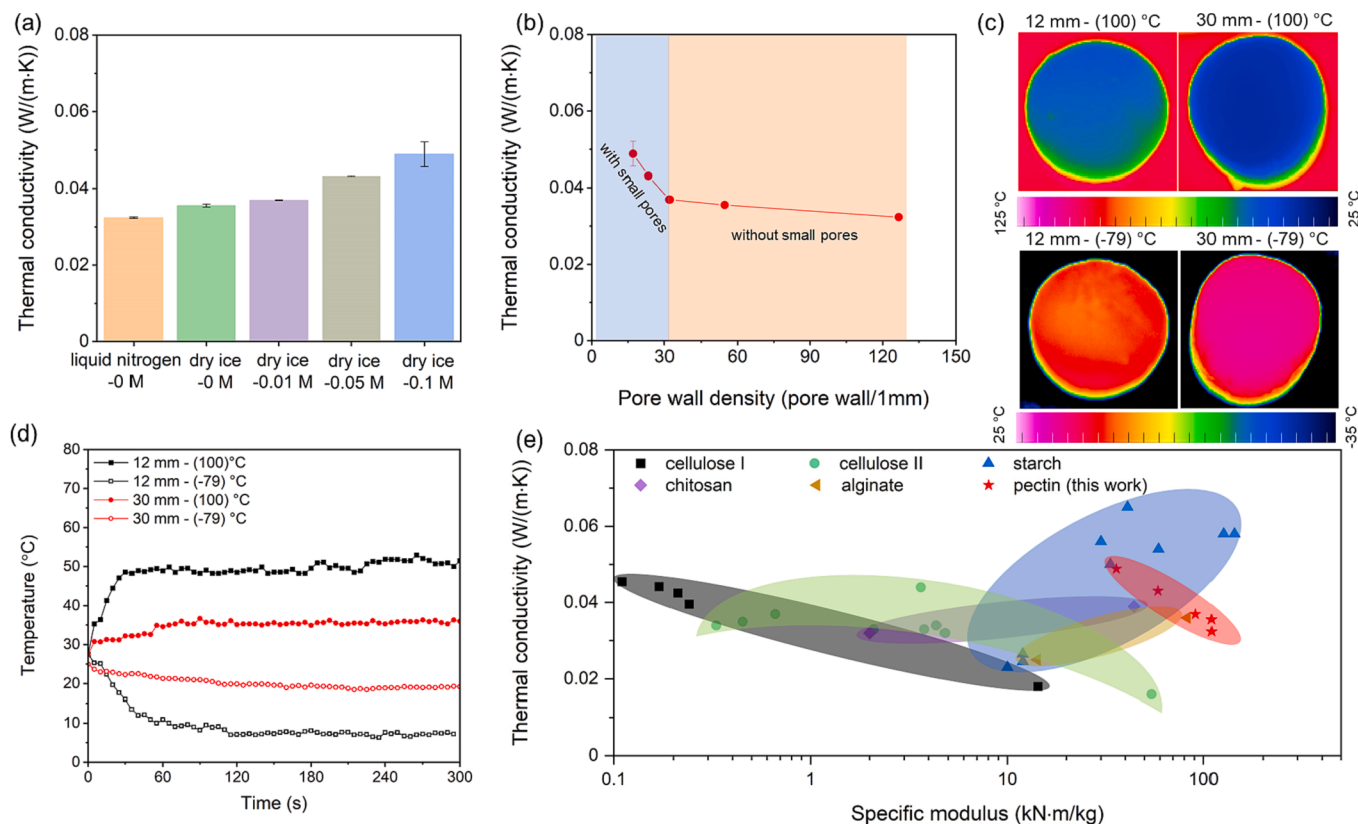 (a)
Thermal conductivity (W/(m·K))
0.08
0.06
0.04
0.02
0
liquid nitrogen
-0 M
dry ice
-0 M
dry ice
-0.01 M
dry ice
-0.05 M
dry ice
-0.1 M
(b)
Thermal conductivity (W/(m·K))
0.08
0.06
0.04
0.02
0
with small pores
without small pores
0 30 60 90 120 150
Pore wall density (pore wall/1mm)
(c)
12 mm - (100) °C
30 mm - (100) °C
125 °C
25 °C
12 mm - (-79) °C
30 mm - (-79) °C
25 °C
-35 °C
(d)
12 mm - (100)°C
12 mm - (-79) °C
30 mm - (100) °C
30 mm - (-79) °C
Temperature (°C)
80
70
60
50
40
30
20
10
0
0 60 120 180 240 300
Time (s)
(e)
cellulose I
cellulose II
starch
chitosan
alginate
pectin (this work)
Thermal conductivity (W/(m·K))
0.08
0.06
0.04
0.02
0
0.1 1 10 100
Specific modulus (kN·m/kg)